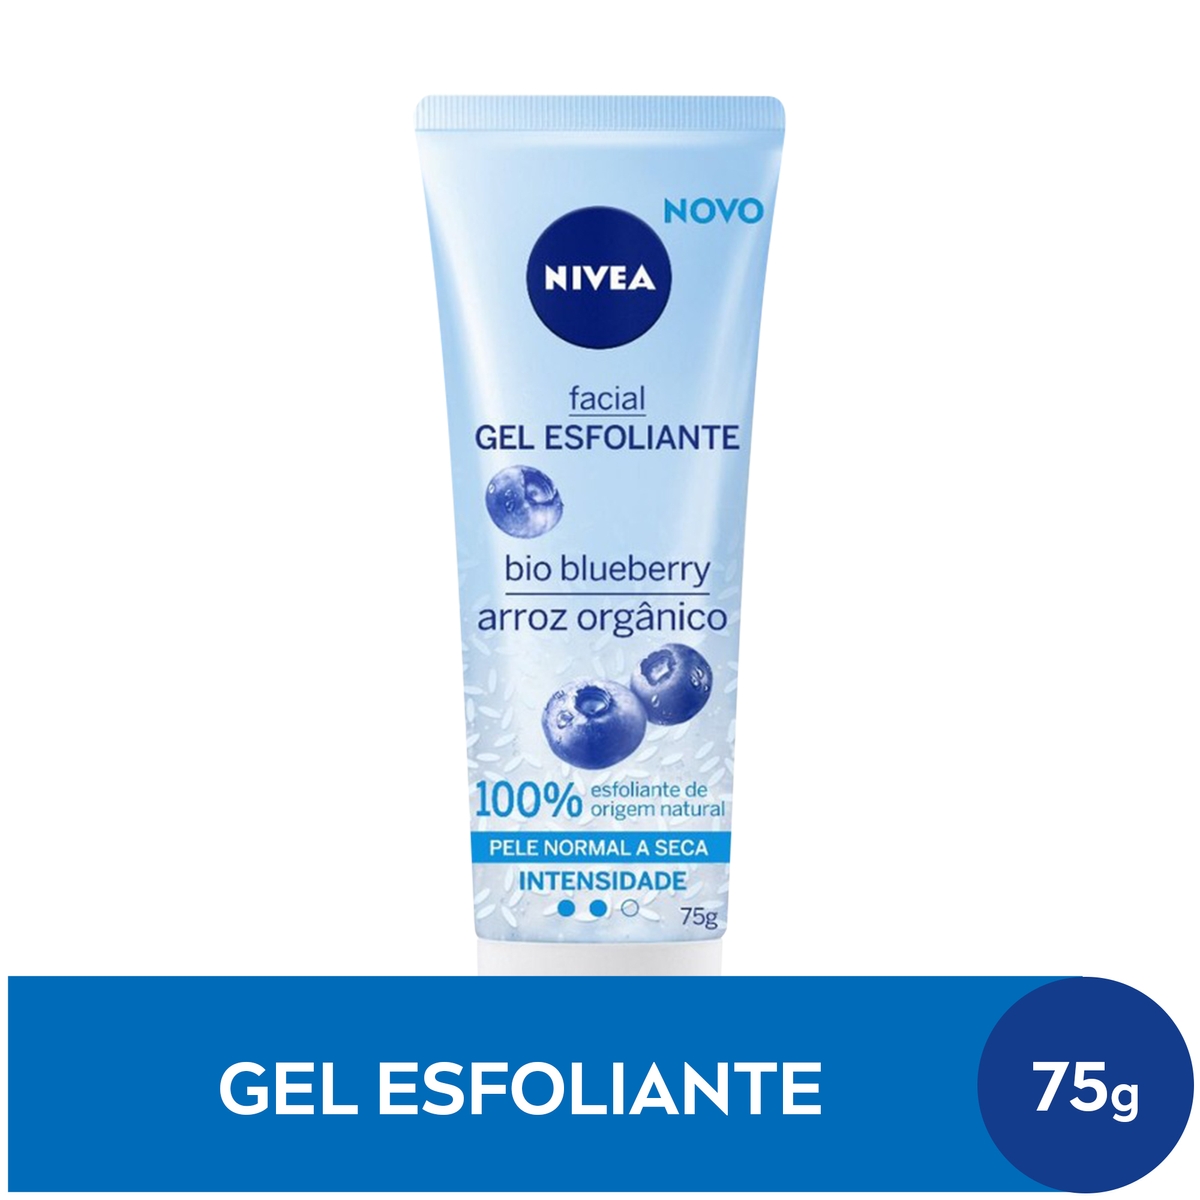 NOVO
NIVEA
facial
GEL ESFOLIANTE
bio blueberry
arroz orgânico
100% esfoliante de
origem natural
PELE NORMAL A SECA
INTENSIDADE
75g
GEL ESFOLIANTE
75g